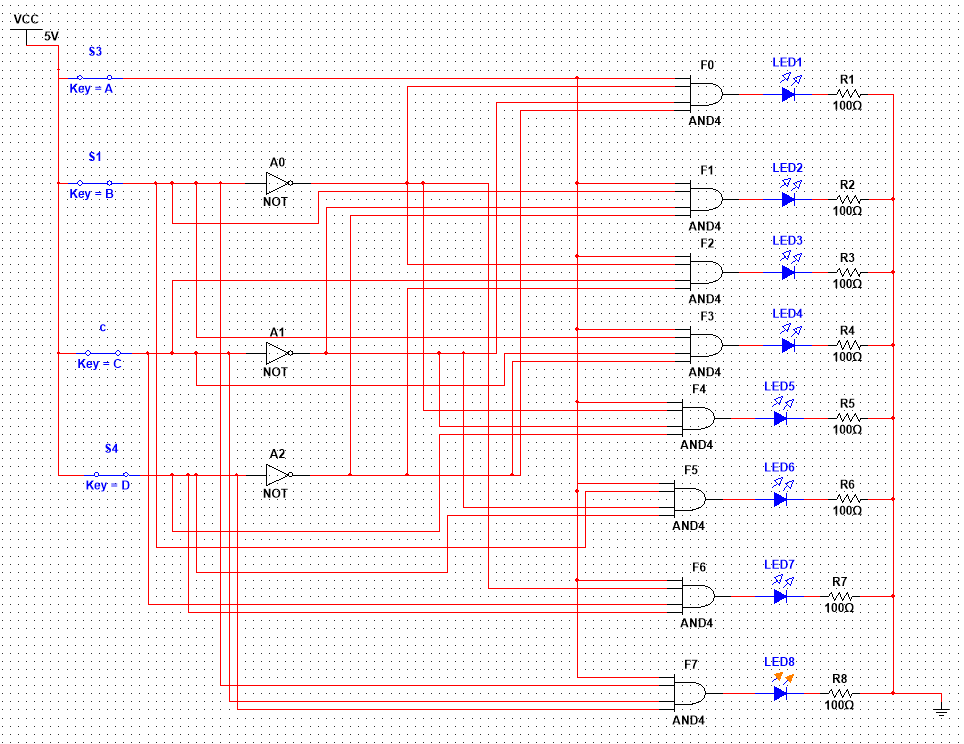 VCC
5V
S3
Key = A
F0
AND4
LED1
R1
100Ω
S1
Key = B
A0
NOT
F1
AND4
LED2
R2
100Ω
F2
AND4
LED3
R3
100Ω
c
Key = C
A1
NOT
F3
AND4
LED4
R4
100Ω
F4
AND4
LED5
R5
100Ω
S4
Key = D
A2
NOT
F5
AND4
LED6
R6
100Ω
F6
AND4
LED7
R7
100Ω
F7
AND4
LED8
R8
100Ω